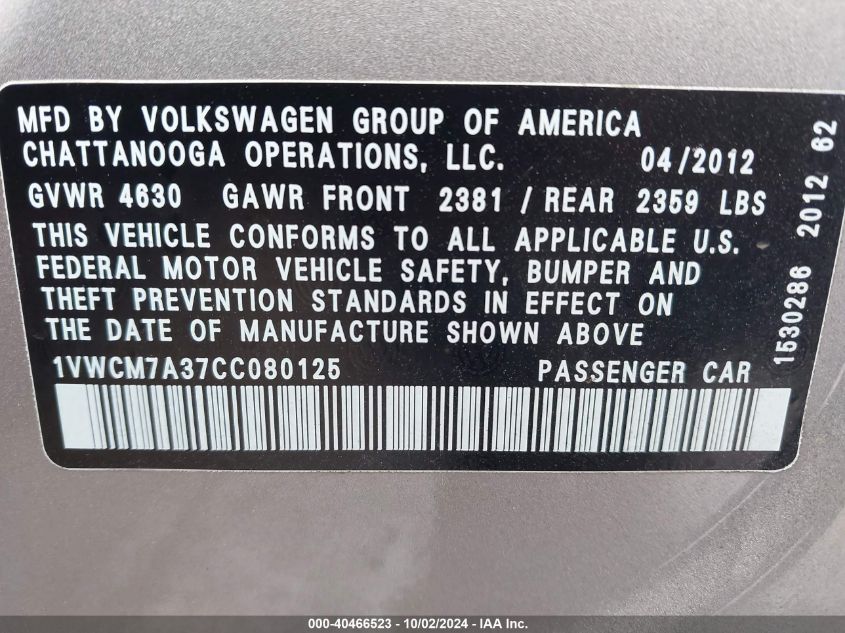 MFD BY VOLKSWAGEN GROUP OF AMERICA
CHATTANOOGA OPERATIONS, LLC. 04/2012
GVWR 4630 GAWR FRONT 2381 / REAR 2359 LBS
THIS VEHICLE CONFORMS TO ALL APPLICABLE U.S.
FEDERAL MOTOR VEHICLE SAFETY, BUMPER AND
THEFT PREVENTION STANDARDS IN EFFECT ON
THE DATE OF MANUFACTURE SHOWN ABOVE
1VWCM7A37CC080125 PASSENGER CAR
1530286 2012 62
000-40466523 - 10/02/2024 - IAA Inc.